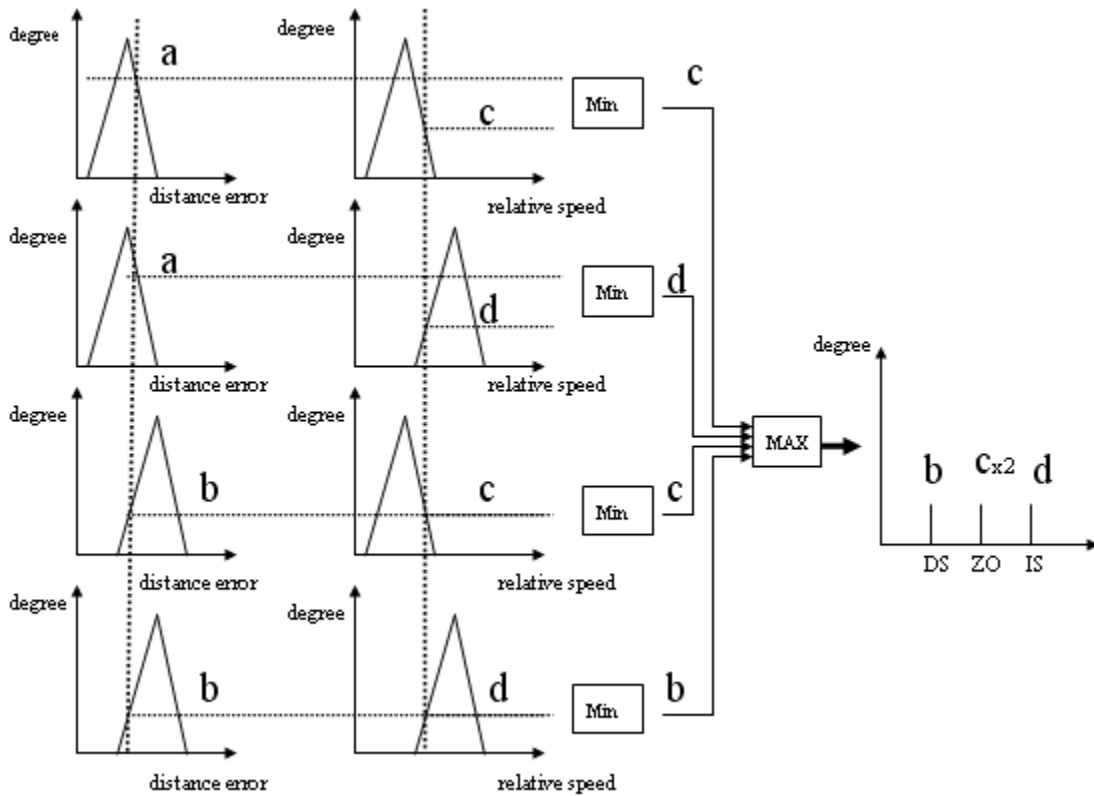 degree
a
degree
c
Min
c
distance error
relative speed
degree
a
degree
d
Min
d
distance error
relative speed
degree
b
degree
c
Min
c
distance error
relative speed
degree
b
degree
d
Min
b
distance error
relative speed
MAX
degree
b
cx2
d
DS
ZO
IS